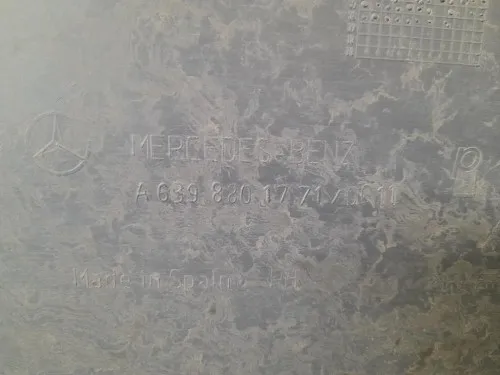 MERCEDES BENZ
A 639 880 17 71
Made in Spain